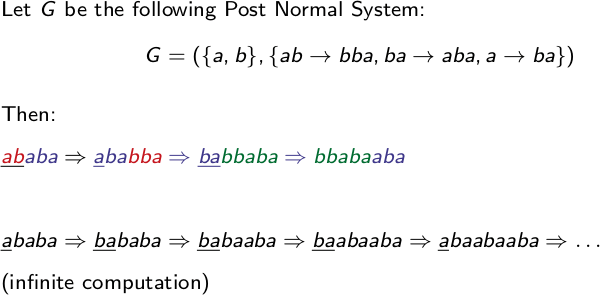 Let G be the following Post Normal System:
G = ({a, b}, {ab → bba, ba → aba, a → ba})
Then:
ababa ⇒ ababba ⇒ babbaba ⇒ bbabaaba
ababa ⇒ bababa ⇒ babaaba ⇒ baabaaba ⇒ abaabaaba ⇒ ...
(infinite computation)